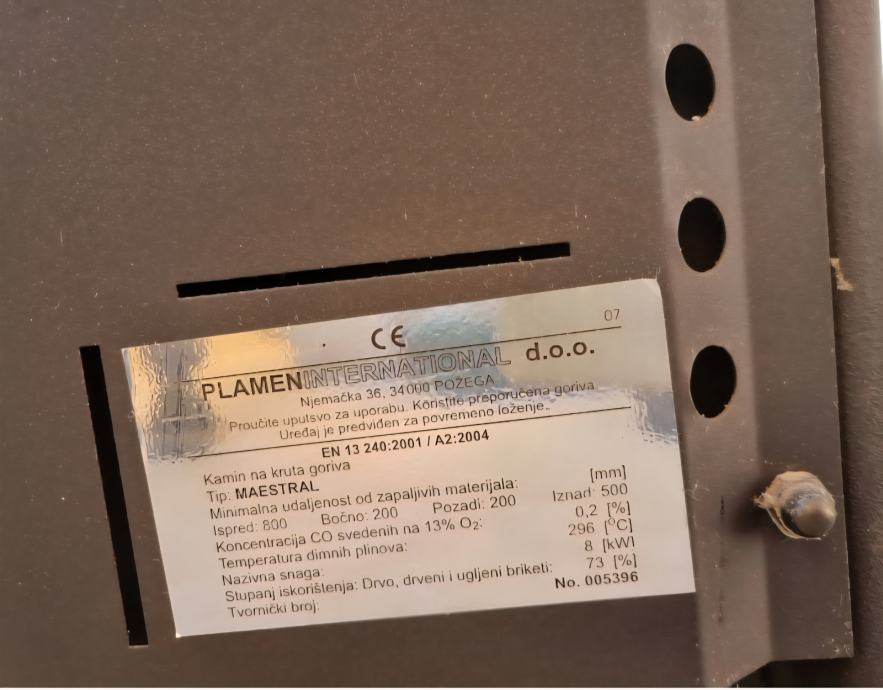 CE
07
PLAMENINTERNATIONAL d.o.o.
Njemačka 36, 34000 POŽEGA
Proučite uputsvo za uporabu. Koristite preporučena goriva
Uređaj je predviđen za povremeno loženje.
EN 13 240:2001 / A2:2004
Kamin na kruta goriva
Tip: MAESTRAL
Minimalna udaljenost od zapaljivih materijala: [mm]
Ispred: 800 Bočno: 200 Pozadi: 200 Iznad: 500
Koncentracija CO svedenih na 13% O₂: 0,2 [%]
Temperatura dimnih plinova: 296 [°C]
Nazivna snaga: 8 [kW]
Stupanj iskorištenja: Drvo, drveni i ugljeni briketi: 73 [%]
Tvornički broj: No. 005396